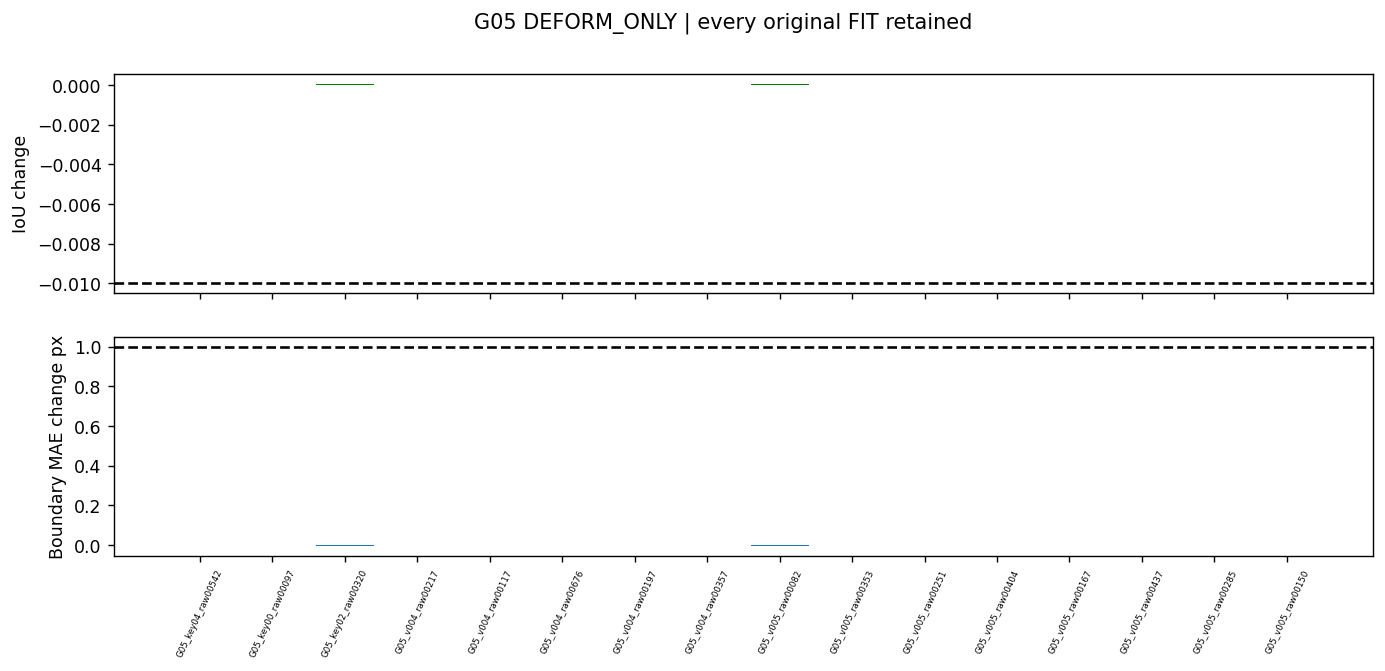 G05 DEFORM_ONLY | every original FIT retained
IoU change
0.000
−0.002
−0.004
−0.006
−0.008
−0.010
Boundary MAE change px
1.0
0.8
0.6
0.4
0.2
0.0
G05_key04_raw00542
G05_key00_raw00097
G05_key02_raw00320
G05_v004_raw00217
G05_v004_raw00117
G05_v004_raw00676
G05_v004_raw00197
G05_v004_raw00357
G05_v005_raw00082
G05_v005_raw00353
G05_v005_raw00251
G05_v005_raw00404
G05_v005_raw00167
G05_v005_raw00437
G05_v005_raw00285
G05_v005_raw00150